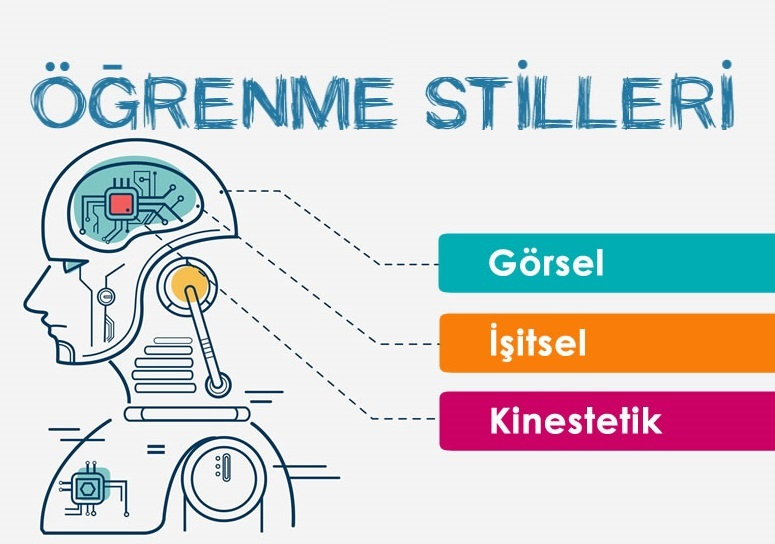 ÖĞRENME STİLLERİ
Görsel
İşitsel
Kinestetik